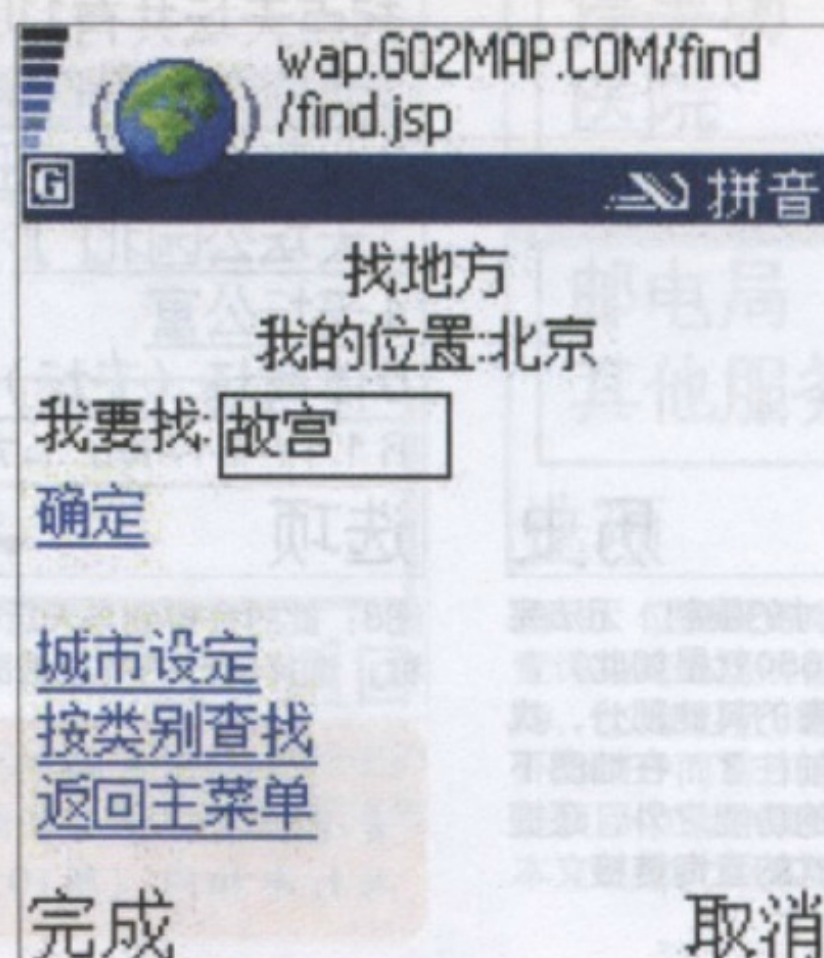 wap.GO2MAP.COM/find
/find.jsp
G
拼音
找地方
我的位置:北京
我要找:故宫
确定
城市设定
按类别查找
返回主菜单
完成
取消